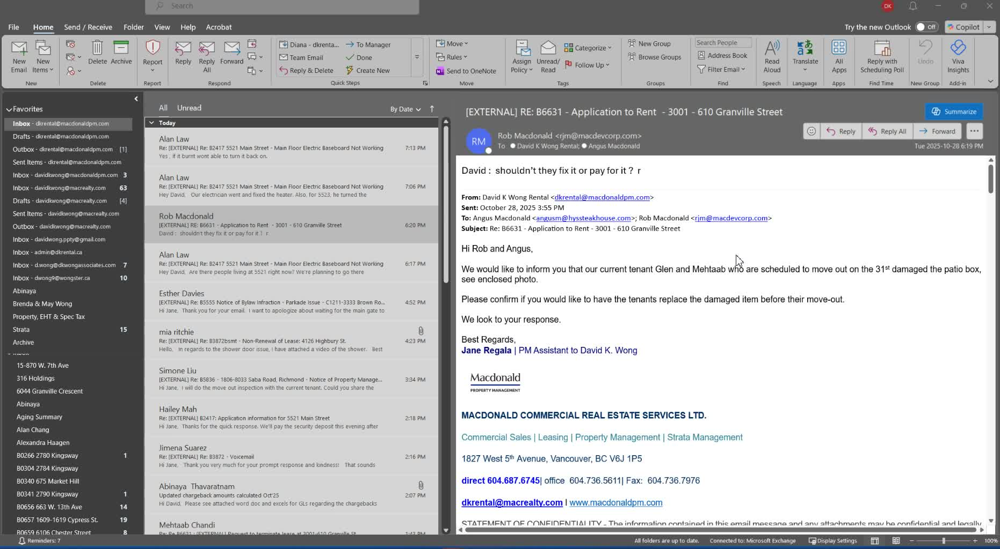 Search
DK
File Home Send / Receive Folder View Help Acrobat
Try the new Outlook Off Copilot
New Email
New Items
New
Delete
Archive
Delete
Report
Report
Reply
Reply All
Forward
Respond
Diana - dkrenta...
Team Email
Reply & Delete
To Manager
Done
Create New
Quick Steps
Move
Rules
Send to OneNote
Move
Assign Policy
Unread/ Read
Categorize
Follow Up
Tags
New Group
Browse Groups
Groups
Search People
Address Book
Filter Email
Find
Read Aloud
Speech
Translate
Language
All Apps
Apps
Reply with Scheduling Poll
Find Time
Undo
New Group
Viva Insights
Add-in
Favorites
Inbox - dkrental@macdonaldpm.com
Drafts - dkrental@macdonaldpm.com
Outbox - dkrental@macdonaldpm.com [1]
Sent Items - dkrental@macdonaldpm.com
Inbox - davidkwong@macdonaldpm.com 3
Inbox - davidkwong@macrealty.com 63
Drafts - davidkwong@macrealty.com [4]
Sent Items - davidkwong@macrealty.com
Outbox - davidkwong@macrealty.com
Inbox - davidwong.ppty@gmail.com
Inbox - admin@dkrental.ca
Inbox - d.wong@dkwongassociates.com 7
Inbox - dwong9@wongster.ca 10
Abinaya
Brenda & May Wong
Property, EHT & Spec Tax
Strata 15
Archive
15-870 W. 7th Ave
316 Holdings
6044 Granville Crescent
Abinaya
Aging Summary
Alan Chang
Alexandra Haagen
B0266 2780 Kingsway 1
B0304 2784 Kingsway
B0340 675 Market Hill
B0341 2790 Kingsway 1
B0656 663 W. 13th Ave 14
B0657 1609-1619 Cypress St. 19
B0659 6106 Chester Street 8
All Unread
By Date
Today
Alan Law
Re: [EXTERNAL] Re: B2417 5521 Main Street - Main Floor Electric Baseboard Not Working 7:13 PM
Yes , if it burnt wont able to turn it back on.
Alan Law
Re: [EXTERNAL] Re: B2417 5521 Main Street - Main Floor Electric Baseboard Not Working 7:06 PM
Hey David, Our electrician went and fixed the heater. Also, for 5523, he turned the
Rob Macdonald
[EXTERNAL] RE: B6631 - Application to Rent - 3001 - 610 Granville Street 6:20 PM
David : shouldn't they fix it or pay for it ? r
Alan Law
Re: [EXTERNAL] Re: B2417 5521 Main Street - Main Floor Electric Baseboard Not Working 6:17 PM
Hey David, Are there people living at 5521 right now? We're planning to go there
Esther Davies
[EXTERNAL] Re: B5555 Notice of Bylaw Infraction - Parkade Issue - C1211-3333 Brown Ro... 4:52 PM
Hi Jane, Thank you for your email. I want to apologize about waiting for the main gate to
mia ritchie
Re: [EXTERNAL] Re: B3872bsmt - Non-Renewal of Lease: 4126 Highbury St. 4:23 PM
Hello, In regards to the shower door issue, I have attached a video of the shower. Best
Simone Liu
[EXTERNAL] Re: B5836 - 1806-8033 Saba Road, Richmond - Notice of Property Manage... 3:34 PM
Hi Jane, I will do the move out inspection with the current tenant. Could you share the
Hailey Mah
Re: [EXTERNAL] B2417: Application information for 5521 Main Street 2:18 PM
Hi Jane, Thanks for the quick response. We'll pay the security deposit this evening after
Jimena Suarez
Re: [EXTERNAL] Re: B3872 - Voicemail 2:16 PM
Hi Jane, Thank you very much for your prompt response and kindness! That sounds
Abinaya Thavaratnam
Updated chargeback amounts calculated Oct'25 2:07 PM
Hi David, Please see attached word doc and excels for GLs regarding the chargebacks
Mehtaab Chandi
Re: Re B6631 : [EXTERNAL] Request to terminate lease at 3001-610 Granville St 1:43 PM
[EXTERNAL] RE: B6631 - Application to Rent - 3001 - 610 Granville Street
Summarize
RM
Rob Macdonald <rjm@macdevcorp.com>
To David K Wong Rental; Angus Macdonald
Reply Reply All Forward
Tue 2025-10-28 6:19 PM
David : shouldn't they fix it or pay for it ? r
From: David K Wong Rental <dkrental@macdonaldpm.com>
Sent: October 28, 2025 3:55 PM
To: Angus Macdonald <angusm@hyssteakhouse.com>; Rob Macdonald <rjm@macdevcorp.com>
Subject: Re: B6631 - Application to Rent - 3001 - 610 Granville Street
Hi Rob and Angus,
We would like to inform you that our current tenant Glen and Mehtaab who are scheduled to move out on the 31st damaged the patio box,
see enclosed photo.
Please confirm if you would like to have the tenants replace the damaged item before their move-out.
We look to your response.
Best Regards,
Jane Regala | PM Assistant to David K. Wong
Macdonald
PROPERTY MANAGEMENT
MACDONALD COMMERCIAL REAL ESTATE SERVICES LTD.
Commercial Sales | Leasing | Property Management | Strata Management
1827 West 5th Avenue, Vancouver, BC V6J 1P5
direct 604.687.6745| office 604.736.5611| Fax: 604.736.7976
dkrental@macrealty.com I www.macdonaldpm.com
STATEMENT OF CONFIDENTIALITY - The information contained in this email message and any attachments may be confidential and legally
Reminders: 7
All folders are up to date. Connected to: Microsoft Exchange Display Settings 100%